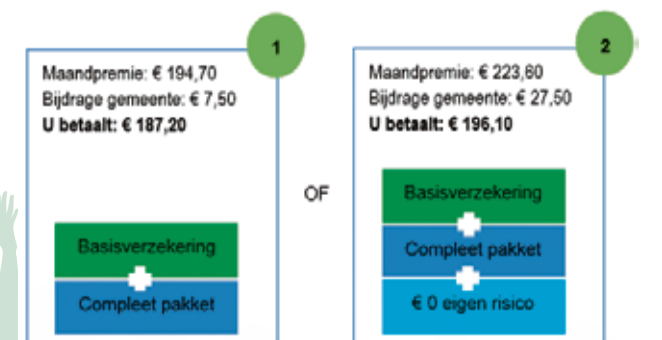 1
Maandpremie: € 194,70
Bijdrage gemeente: € 7,50
U betaalt: € 187,20
Basisverzekering
Compleet pakket
OF
2
Maandpremie: € 223,60
Bijdrage gemeente: € 27,50
U betaalt: € 196,10
Basisverzekering
Compleet pakket
€ 0 eigen risico